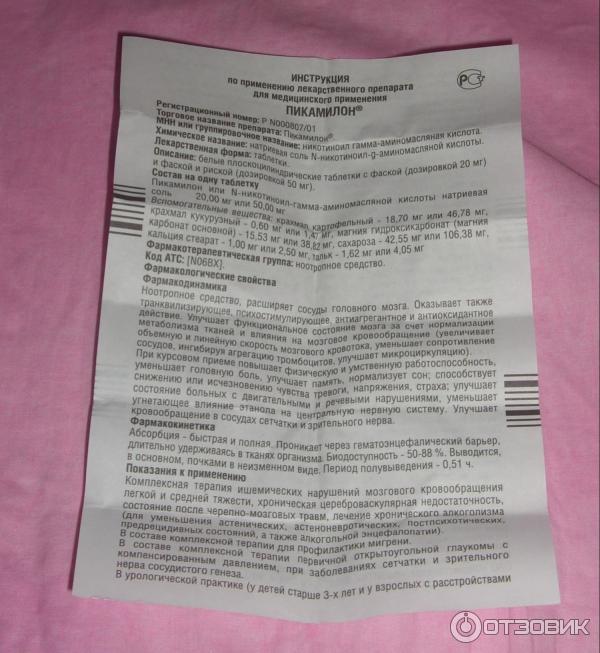 ИНСТРУКЦИЯ
по применению лекарственного препарата
для медицинского применения
ПИКАМИЛОН®
РСТ
Регистрационный номер: Р N000807/01
Торговое название препарата: Пикамилон®
МНН или группировочное название: никотиноил гамма-аминомасляная кислота.
Химическое название: натриевая соль N-никотиноил-g-аминомасляной кислоты.
Лекарственная форма: таблетки.
Описание: белые плоскоцилиндрические таблетки с фаской (дозировкой 20 мг)
и фаской и риской (дозировкой 50 мг).
Состав на одну таблетку
Пикамилон или N-никотиноил-гамма-аминомасляной кислоты натриевая
соль 20,00 мг или 50,00 мг
Вспомогательные вещества: крахмал картофельный - 18,70 мг или 46,78 мг,
крахмал кукурузный - 0,60 мг или 1,47 мг, магния гидроксикарбонат (магния
карбонат основной) - 15,53 мг или 38,82 мг, сахароза - 42,55 мг или 106,38 мг,
кальция стеарат - 1,00 мг или 2,50 мг, тальк - 1,62 мг или 4,05 мг.
Фармакотерапевтическая группа: ноотропное средство.
Код АТС: [N06BX].
Фармакологические свойства
Фармакодинамика
Ноотропное средство, расширяет сосуды головного мозга. Оказывает также
транквилизирующее, психостимулирующее, антиагрегантное и антиоксидантное
действие. Улучшает функциональное состояние мозга за счет нормализации
метаболизма тканей и влияния на мозговое кровообращение (увеличивает
объемную и линейную скорость мозгового кровотока, уменьшает сопротивление
сосудов, ингибируя агрегацию тромбоцитов, улучшает микроциркуляцию).
При курсовом приеме повышает физическую и умственную работоспособность,
уменьшает головную боль, улучшает память, нормализует сон; способствует
снижению или исчезновению чувства тревоги, напряжения, страха; улучшает
состояние больных с двигательными и речевыми нарушениями, уменьшает
угнетающее влияние этанола на центральную нервную систему. Улучшает
кровообращение в сосудах сетчатки и зрительного нерва.
Фармакокинетика
Абсорбция - быстрая и полная. Проникает через гематоэнцефалический барьер,
длительно удерживаясь в тканях организма. Биодоступность - 50-88 %. Выводится,
в основном, почками в неизменном виде. Период полувыведения - 0,51 ч.
Показания к применению
Комплексная терапия ишемических нарушений мозгового кровообращения
легкой и средней тяжести, хроническая цереброваскулярная недостаточность,
состояние после черепно-мозговых травм, лечение хронического алкоголизма
(для уменьшения астенических, астеноневротических, постпсихотических,
предрецидивных состояний, а также алкогольной энцефалопатии).
В составе комплексной терапии для профилактики мигрени.
В составе комплексной терапии первичной открытоугольной глаукомы с
компенсированным давлением, при заболеваниях сетчатки и зрительного
нерва сосудистого генеза.
В урологической практике (у детей старше 3-х лет и у взрослых с расстройствами
ОТЗОВИК